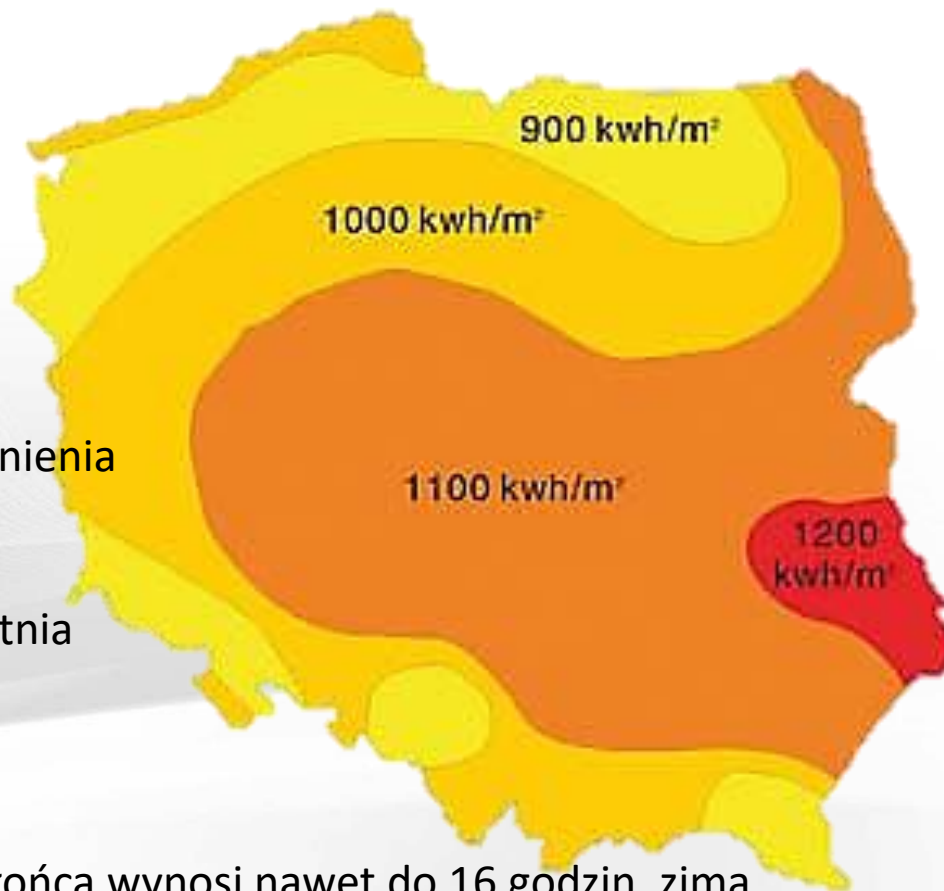 900 kwh/m²
1000 kwh/m²
nienia
1100 kwh/m²
1200
kwh/m²
tnia
ońca wynosi nawet do 16 godzin, zimą